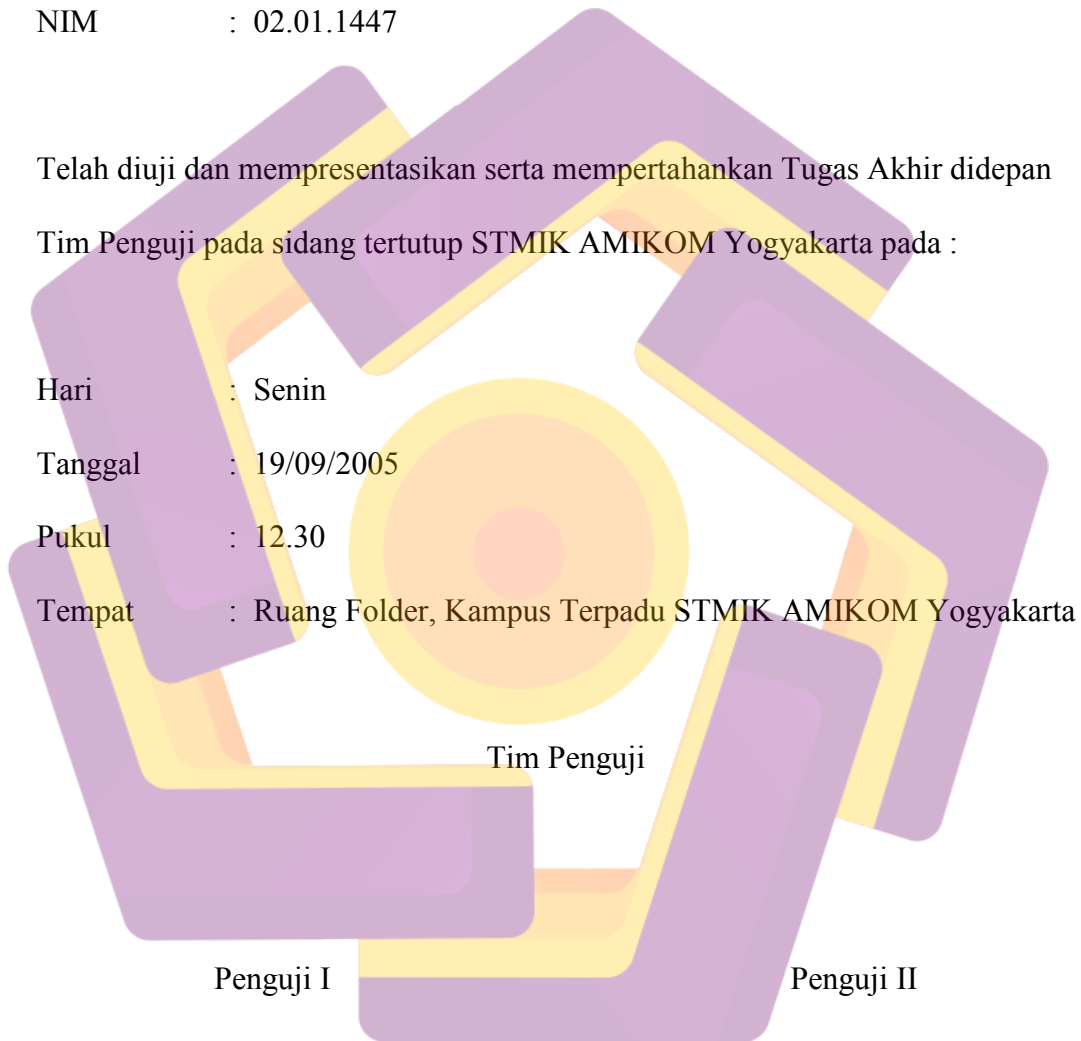 NIM : 02.01.1447
Telah diuji dan mempresentasikan serta mempertahankan Tugas Akhir didepan
Tim Penguji pada sidang tertutup STMIK AMIKOM Yogyakarta pada :
Hari : Senin
Tanggal : 19/09/2005
Pukul : 12.30
Tempat : Ruang Folder, Kampus Terpadu STMIK AMIKOM Yogyakarta
Tim Penguji
Penguji I Penguji II